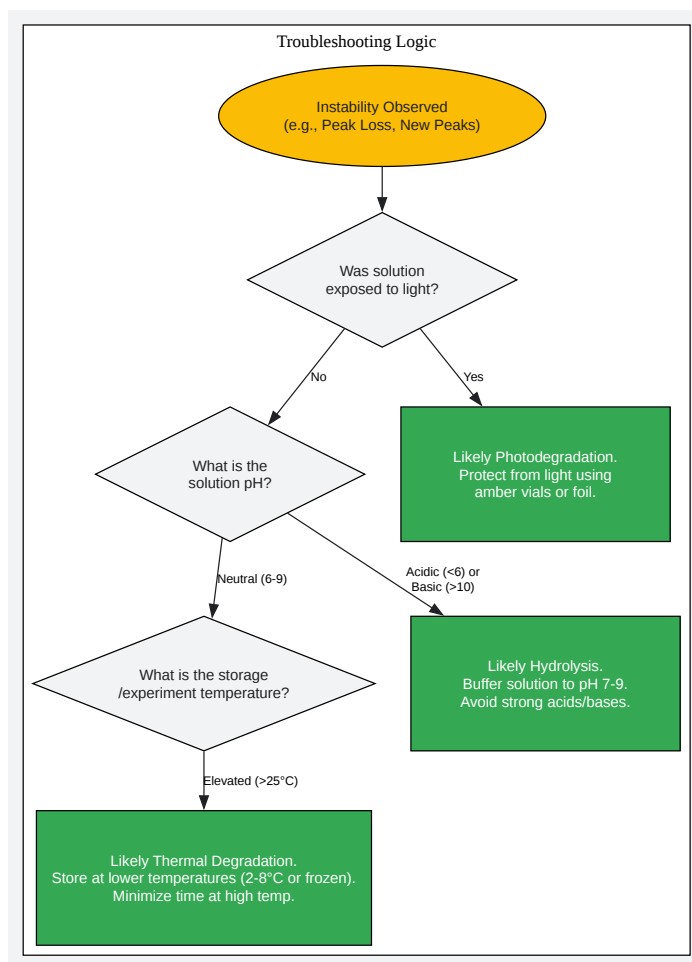 Troubleshooting Logic
Instability Observed
(e.g., Peak Loss, New Peaks)
Was solution
exposed to light?
No
Yes
What is the
solution pH?
Likely Photodegradation.
Protect from light using
amber vials or foil.
Neutral (6-9)
Acidic (<6) or
Basic (>10)
What is the storage
/experiment temperature?
Likely Hydrolysis.
Buffer solution to pH 7-9.
Avoid strong acids/bases.
Elevated (>25°C)
Likely Thermal Degradation.
Store at lower temperatures (2-8°C or frozen).
Minimize time at high temp.